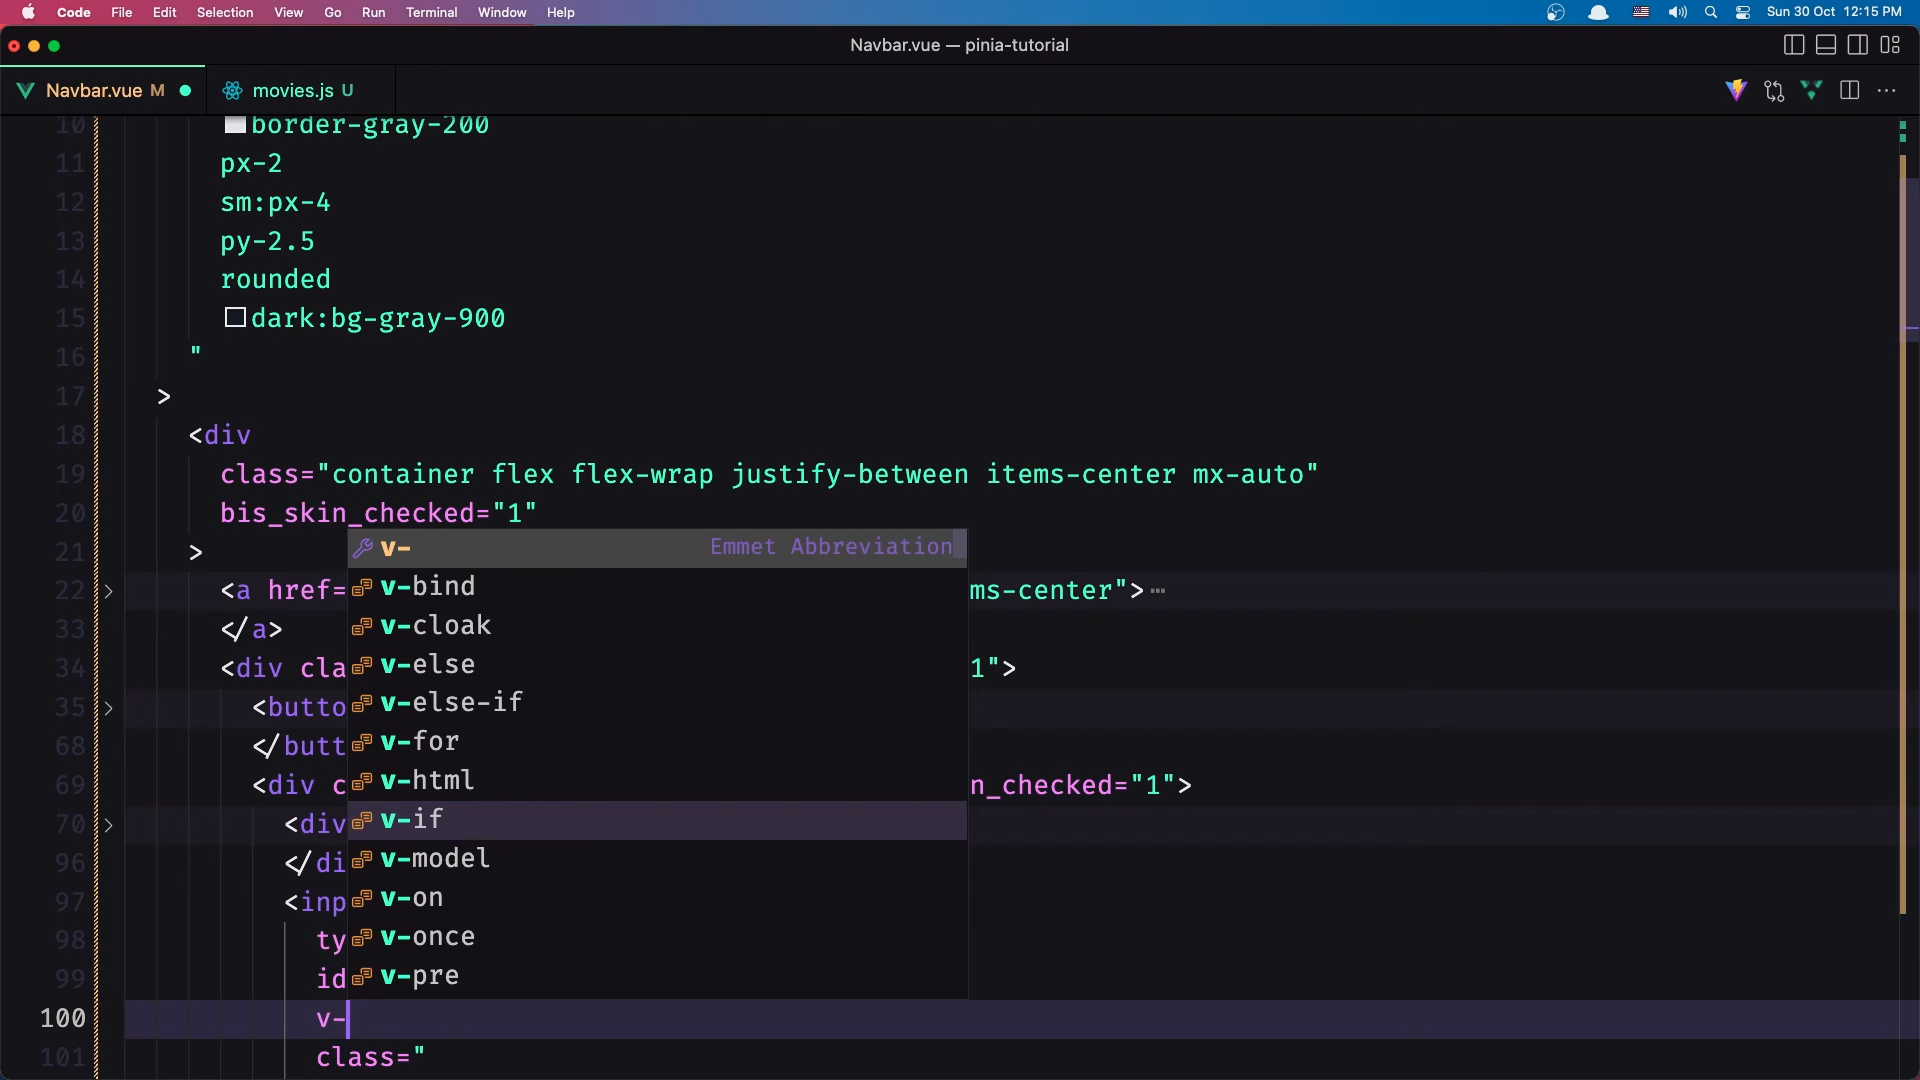 Code File Edit Selection View Go Run Terminal Window Help Sun 30 Oct 12:15 PM
Navbar.vue — pinia-tutorial
Navbar.vue M movies.js U
10 border-gray-200
11 px-2
12 sm:px-4
13 py-2.5
14 rounded
15 dark:bg-gray-900
16 "
17 >
18 <div
19 class="container flex flex-wrap justify-between items-center mx-auto"
20 bis_skin_checked="1"
21 >
v- Emmet Abbreviation
22 <a href= v-bind ms-center">
33 </a> v-cloak
34 <div cla v-else 1">
35 <butto v-else-if
68 </butt v-for
69 <div c v-html n_checked="1">
70 <div v-if
96 </di v-model
97 <inp v-on
98 ty v-once
99 id v-pre
100 v-
101 class="